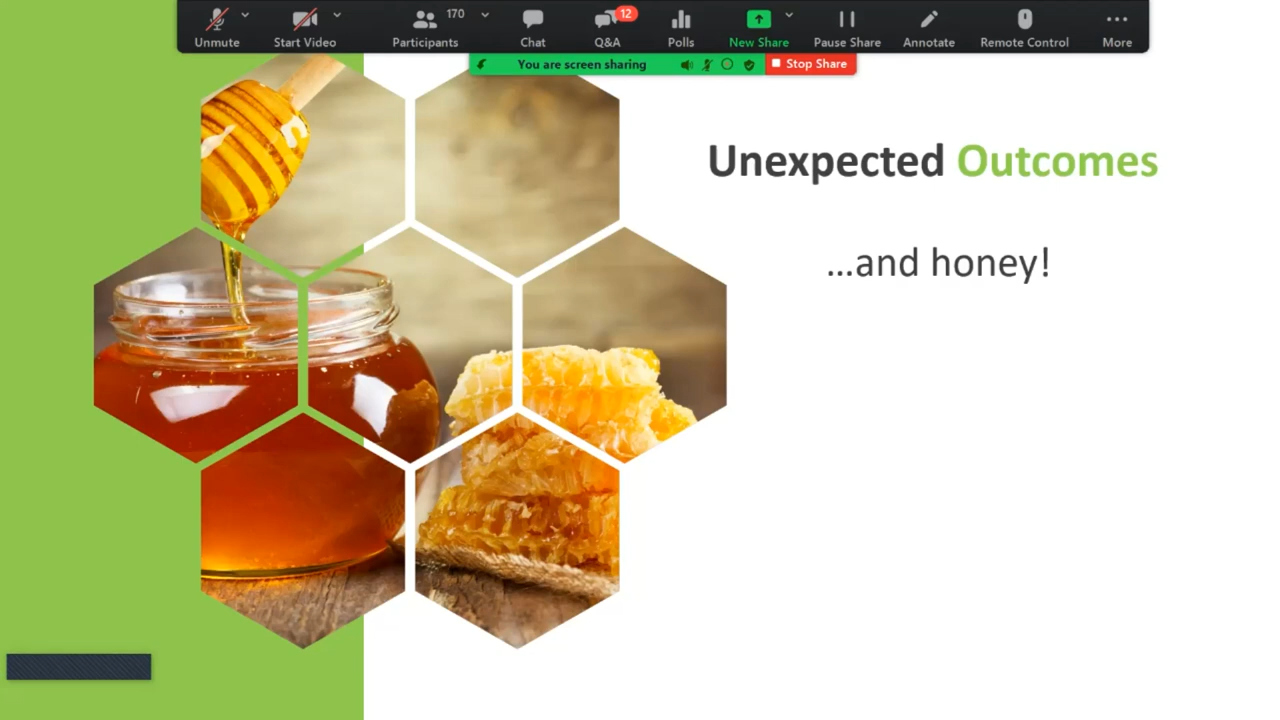 170
12
Unmute
Start Video
Participants
Chat
Q&A
Polls
New Share
Pause Share
Annotate
Remote Control
More
You are screen sharing
Stop Share
Unexpected Outcomes
...and honey!